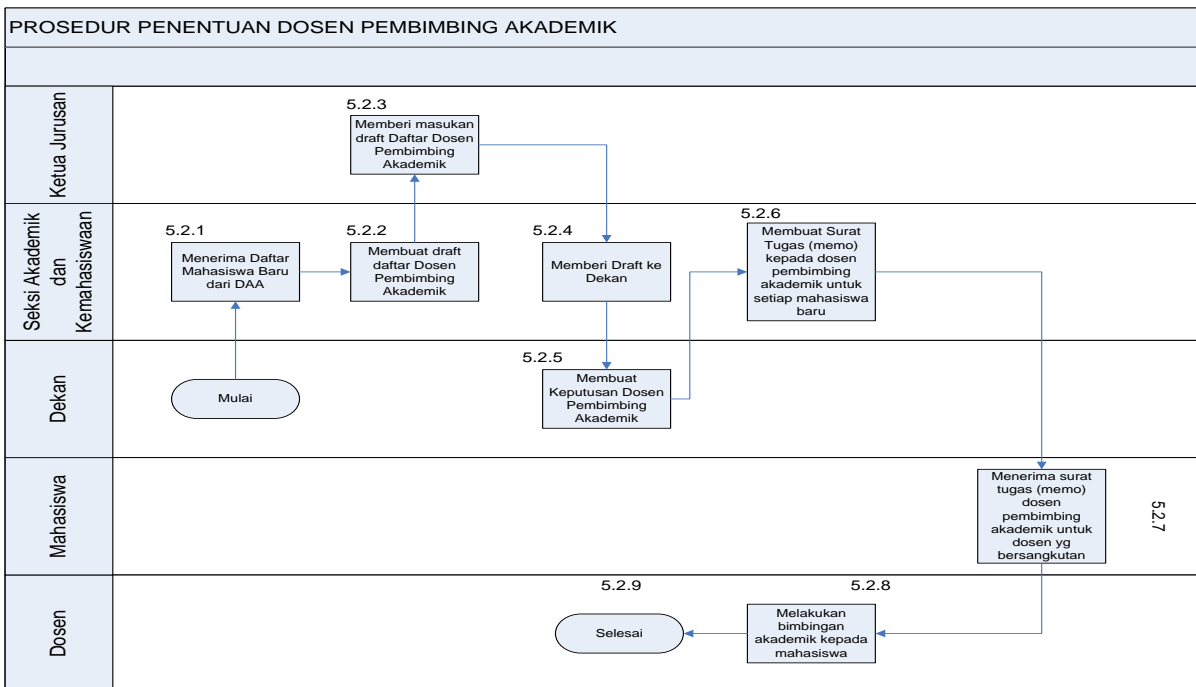 PROSEDUR PENENTUAN DOSEN PEMBIMBING AKADEMIK
Ketua Jurusan
5.2.3
Memberi masukan
draft Daftar Dosen
Pembimbing
Akademik
Seksi Akademik
dan
Kemahasiswaan
5.2.1
Menerima Daftar
Mahasiswa Baru
dari DAA
5.2.2
Membuat draft
daftar Dosen
Pembimbing
Akademik
5.2.4
Memberi Draft ke
Dekan
5.2.6
Membuat Surat
Tugas (memo)
kepada dosen
pembimbing
akademik untuk
setiap mahasiswa
baru
Dekan
Mulai
5.2.5
Membuat
Keputusan Dosen
Pembimbing
Akademik
Mahasiswa
Menerima surat
tugas (memo)
dosen
pembimbing
akademik untuk
dosen yg
bersangkutan
5.2.7
Dosen
5.2.9
Selesai
5.2.8
Melakukan
bimbingan
akademik kepada
mahasiswa